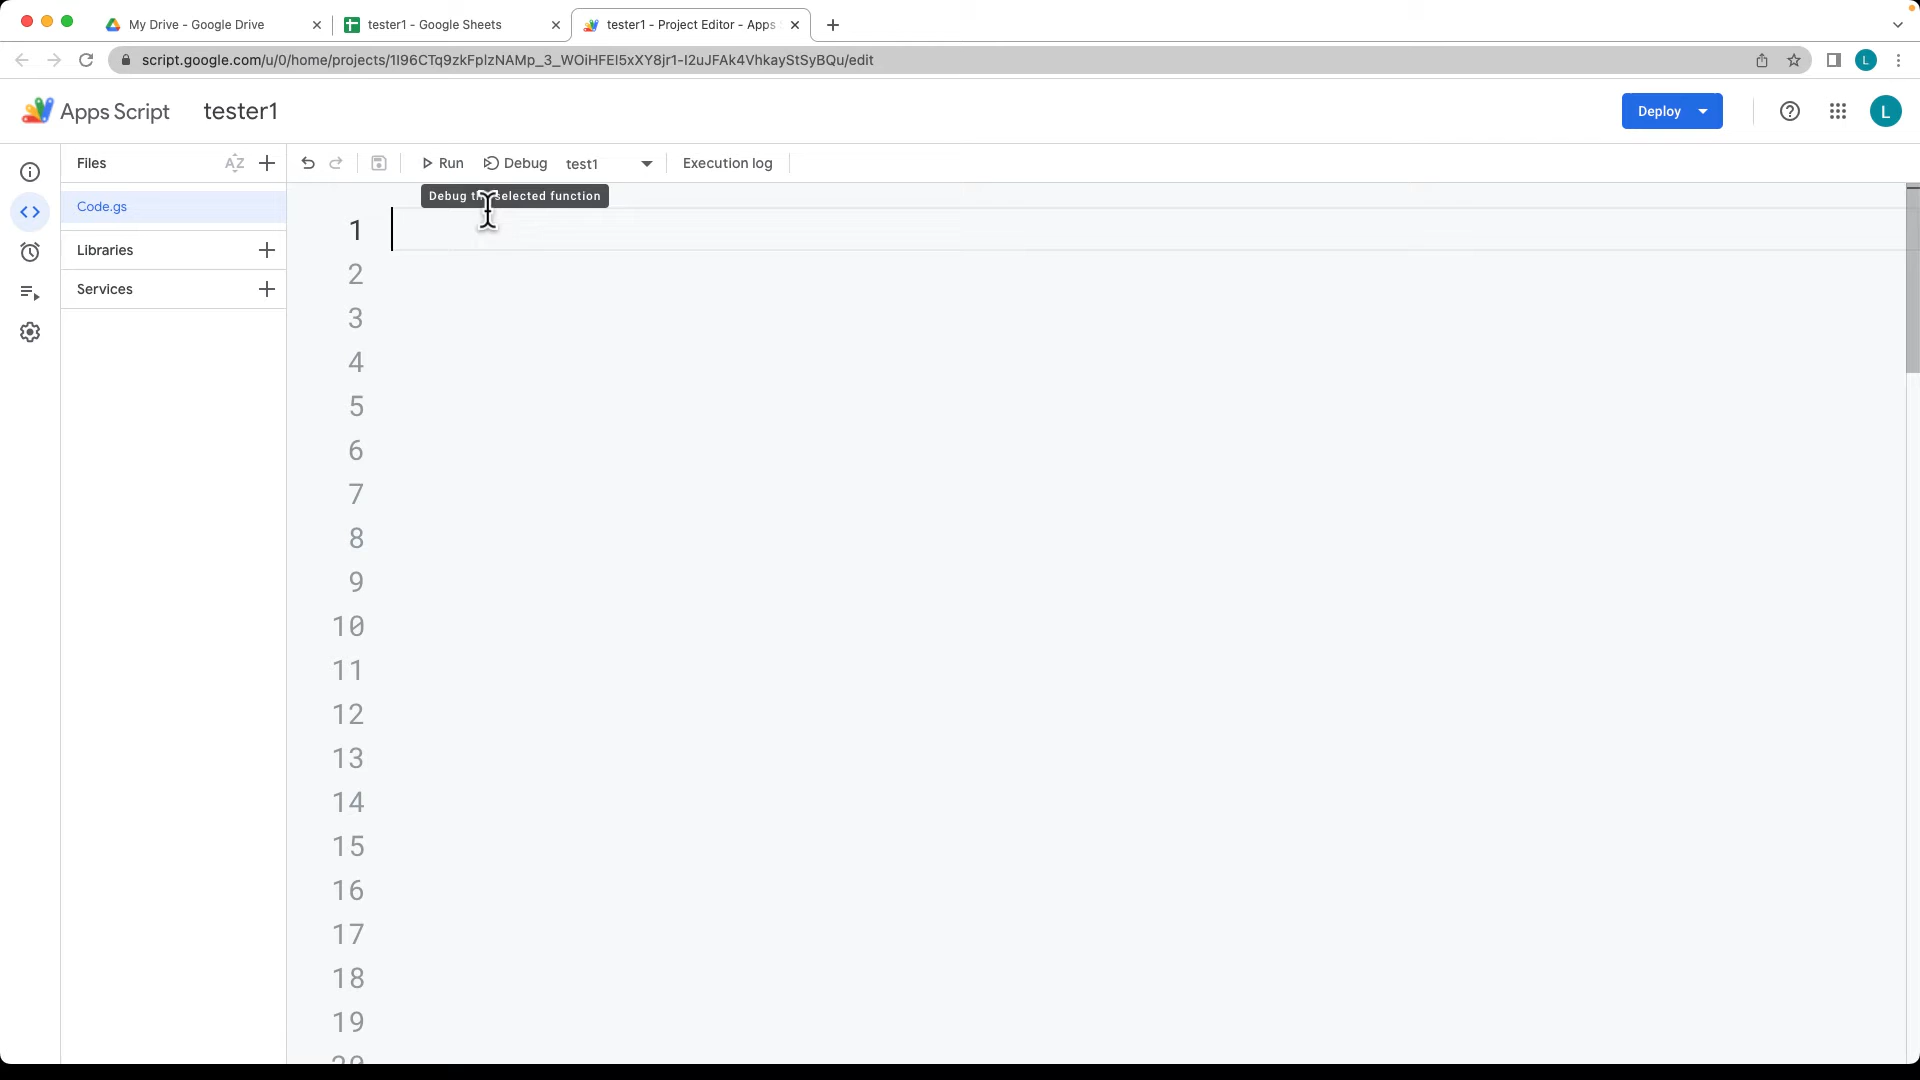 My Drive - Google Drive
tester1 - Google Sheets
tester1 - Project Editor - Apps
script.google.com/u/0/home/projects/1I96CTq9zkFplzNAMp_3_WOiHFEI5xXY8jr1-I2uJFAk4VhkayStSyBQu/edit
L
Apps Script
tester1
Deploy
L
Files
AZ
Run
Debug
test1
Execution log
Debug the selected function
Code.gs
Libraries
Services
1
2
3
4
5
6
7
8
9
10
11
12
13
14
15
16
17
18
19
20